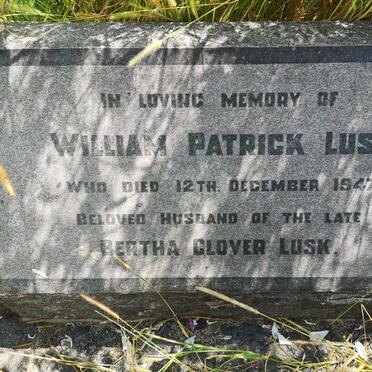 IN LOVING MEMORY OF
WILLIAM PATRICK LUS
WHO DIED 12TH. DECEMBER 194
BELOVED HUSBAND OF THE LATE
BERTHA GLOVER LUSK.